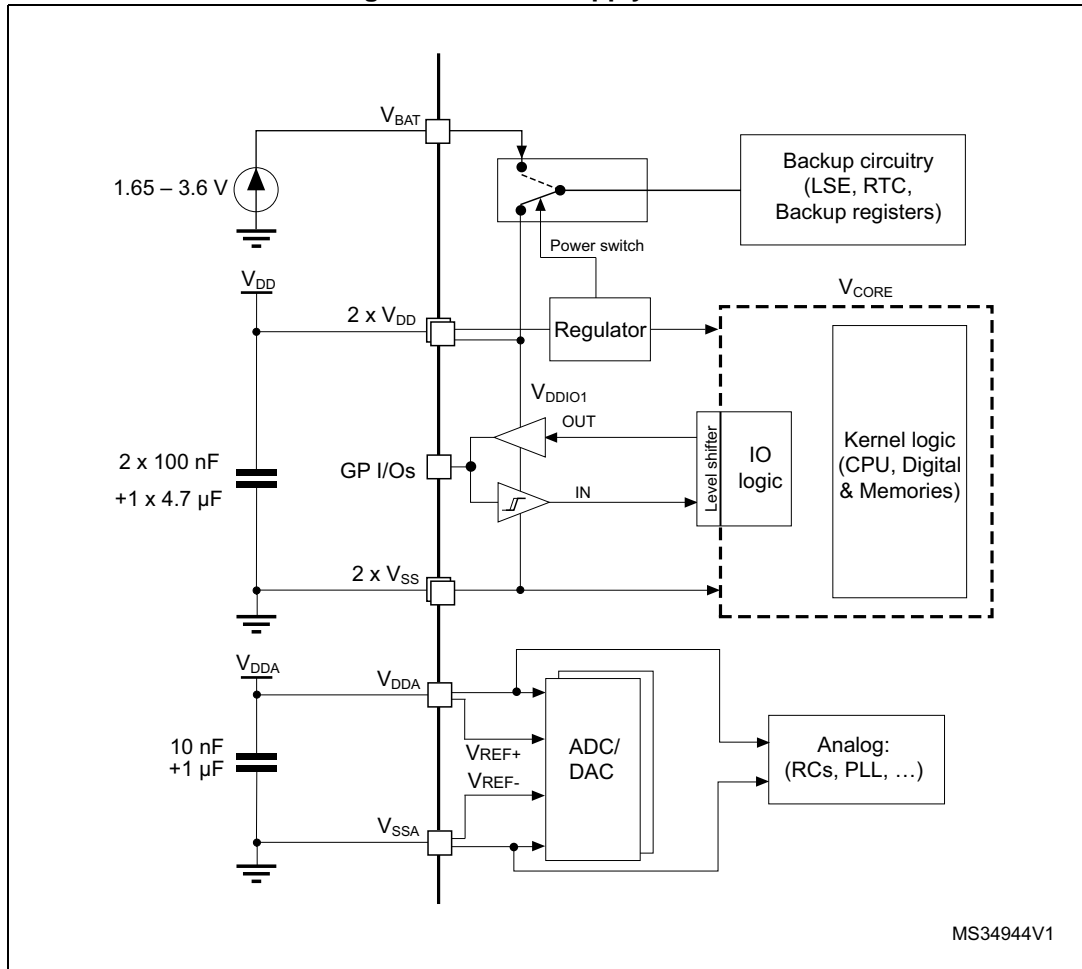 VBAT
1.65 – 3.6 V
Backup circuitry
(LSE, RTC,
Backup registers)
Power switch
VDD
2 x VDD
Regulator
VCORE
VDDIO1
OUT
GP I/Os
IN
Level shifter
IO
logic
Kernel logic
(CPU, Digital
& Memories)
2 x 100 nF
+1 x 4.7 µF
2 x VSS
VDDA
VDDA
10 nF
+1 µF
VREF+
VREF-
ADC/
DAC
Analog:
(RCs, PLL, …)
VSSA
MS34944V1